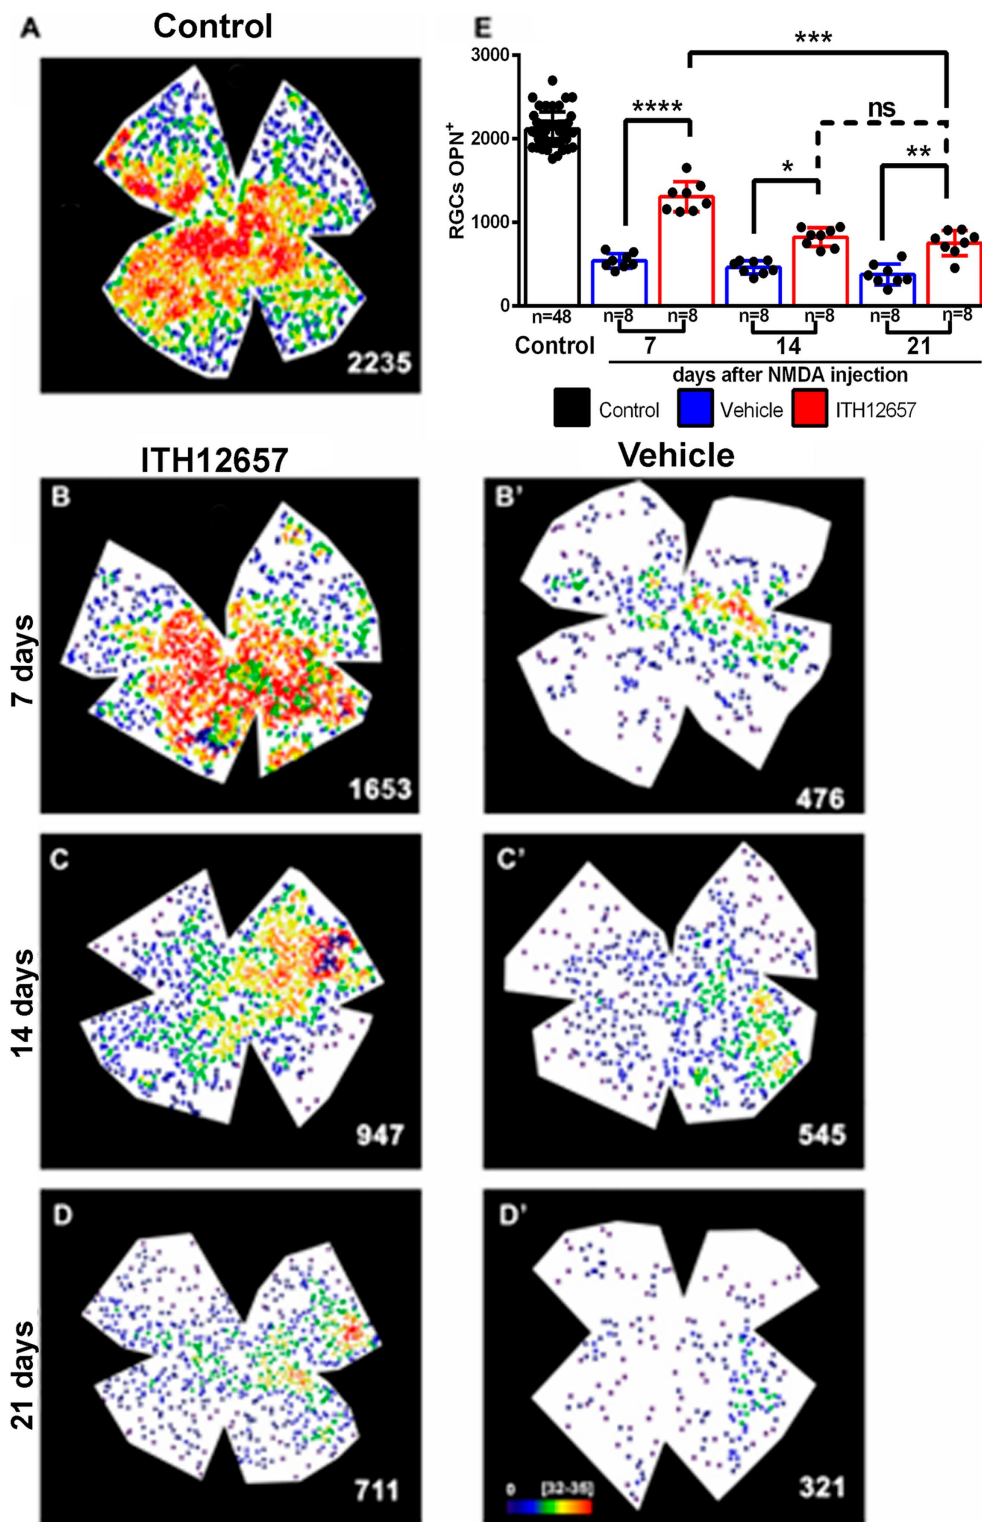 A
Control
2235
E
***
3000
****
ns
2000
*
**
RGCs OPN+
1000
0
n=48
n=8
n=8
n=8
n=8
n=8
n=8
Control
7
14
21
days after NMDA injection
Control
Vehicle
ITH12657
ITH12657
Vehicle
7 days
B
1653
B'
476
14 days
C
947
C'
545
21 days
D
711
D'
0
[32-35]
321